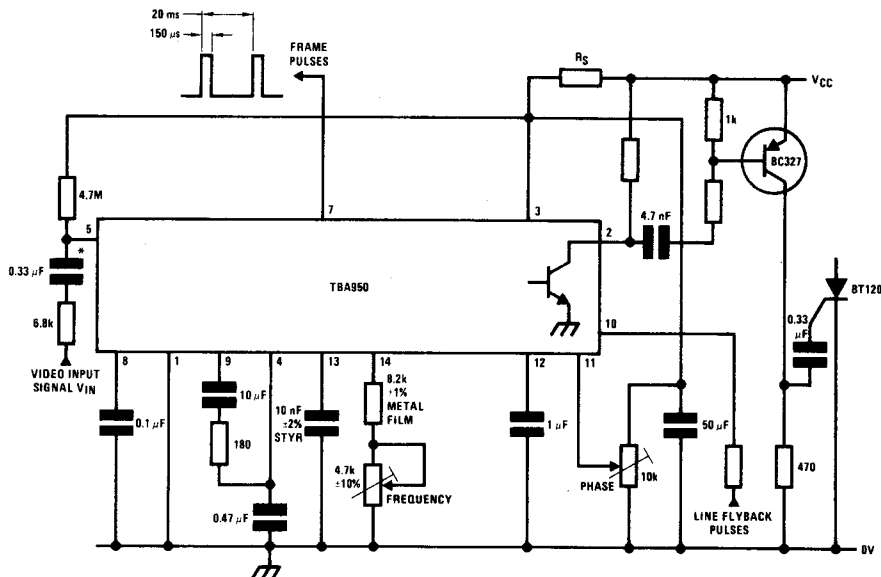 20 ms
150 µs
FRAME
PULSES
RS
VCC
1k
BC327
4.7M
7
3
5
2
4.7 nF
*
0.33 µF
TBA950
BT120
6.8k
10
0.33
µF
VIDEO INPUT
SIGNAL VIN
8
1
9
4
13
14
12
11
8.2k
±1%
METAL
FILM
10 µF
10 nF
±2%
STYR
0.1 µF
1 µF
50 µF
180
4.7k
±10%
FREQUENCY
PHASE
10k
470
0.47 µF
LINE FLYBACK
PULSES
0V